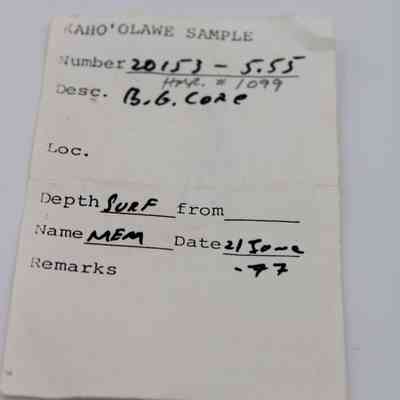 KAHO'OLAWE SAMPLE
Number 20153 - 5.55
HMR. # 1099
Desc. B.G. Core
Loc.
Depth SURF from
Name MEM Date 21 June
Remarks -77